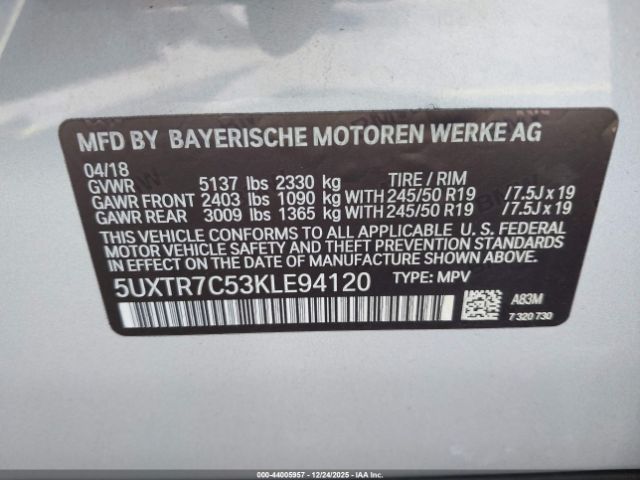 MFD BY BAYERISCHE MOTOREN WERKE AG
04/18
GVWR 5137 lbs 2330 kg TIRE / RIM
GAWR FRONT 2403 lbs 1090 kg WITH 245/50 R19 /7.5J x 19
GAWR REAR 3009 lbs 1365 kg WITH 245/50 R19 /7.5J x 19
THIS VEHICLE CONFORMS TO ALL APPLICABLE U. S. FEDERAL
MOTOR VEHICLE SAFETY AND THEFT PREVENTION STANDARDS
IN EFFECT ON THE DATE OF MANUFACTURE SHOWN ABOVE.
5UXTR7C53KLE94120 TYPE: MPV
A83M
7 320 730
000-44005957 - 12/24/2025 - IAA Inc.